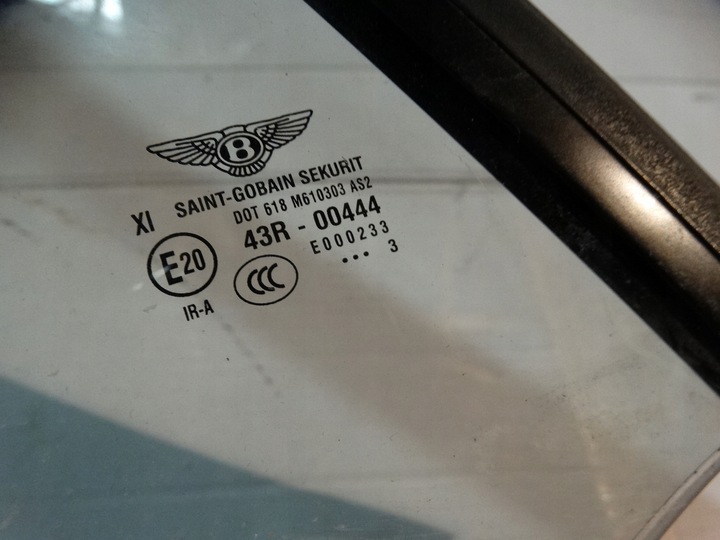 B
XI SAINT-GOBAIN SEKURIT
DOT 618 M610303 AS2
43R - 00444
E20 CCC E000233
IR-A ••• 3